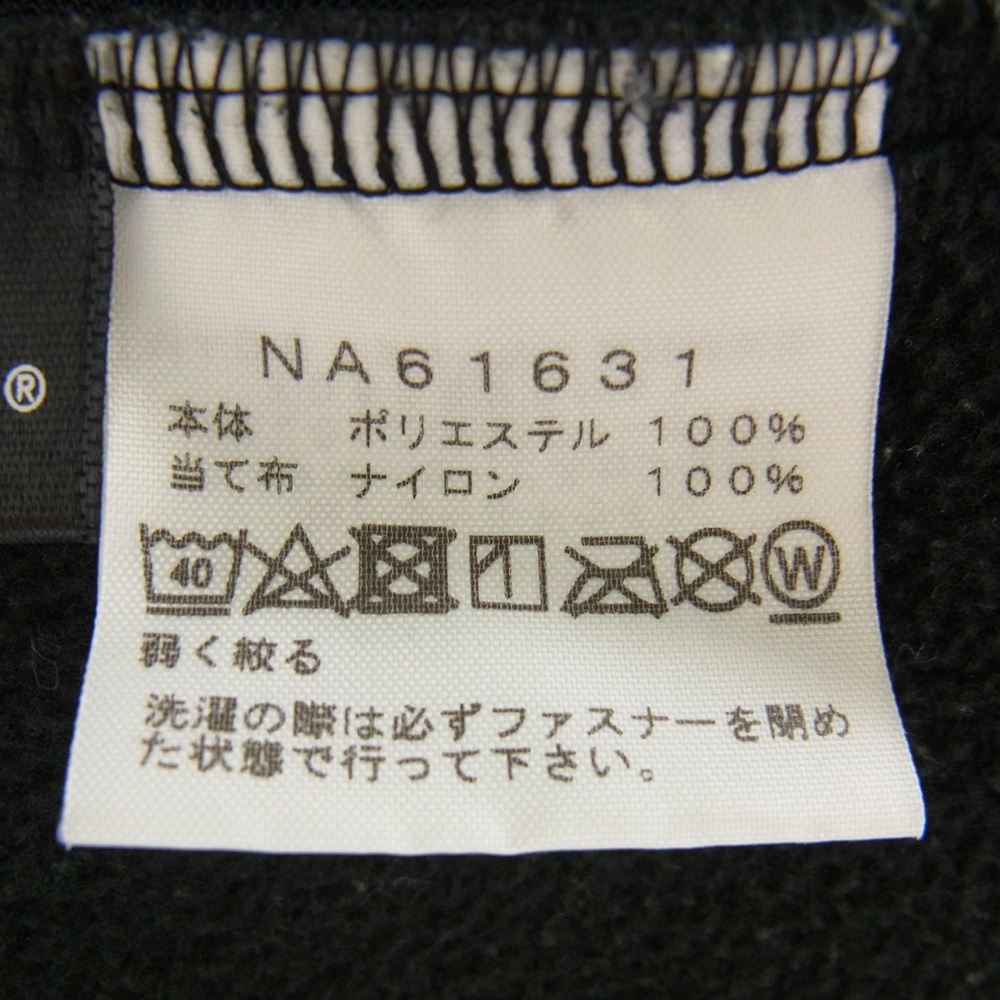 ®
NA61631
本体 ポリエステル 100%
当て布 ナイロン 100%
40 W
弱く絞る
洗濯の際は必ずファスナーを閉め
た状態で行って下さい。